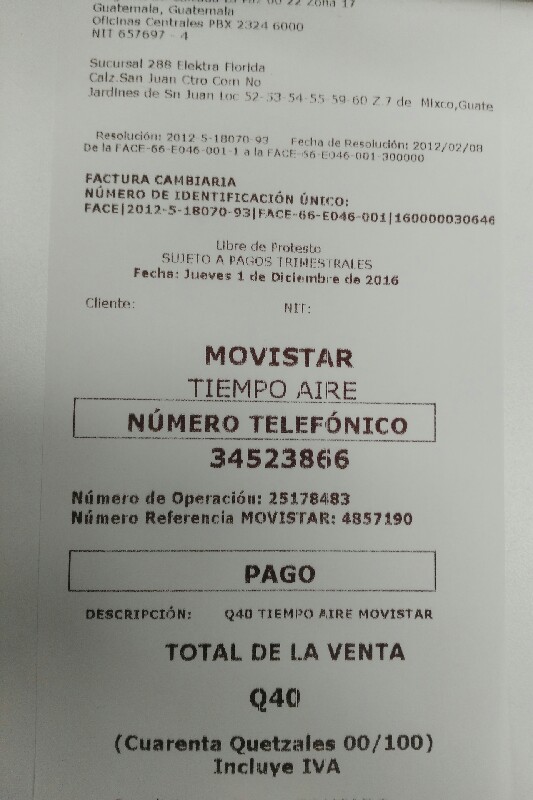 22 Zona 17
Guatemala, Guatemala
Oficinas Centrales PBX 2324 6000
NIT 657697 - 4
Sucursal 288 Elektra Florida
Calz.San Juan Ctro Com No
Jardines de Sn Juan Loc 52-53-54-55-59-60 Z 7 de Mixco,Guate
Resolución: 2012-5-18070-93 Fecha de Resolución: 2012/02/08
De la FACE-66-E046-001-1 a la FACE-66-E046-001-300000
FACTURA CAMBIARIA
NÚMERO DE IDENTIFICACIÓN ÚNICO:
FACE|2012-5-18070-93|FACE-66-E046-001|160000030646
Libre de Protesto
SUJETO A PAGOS TRIMESTRALES
Fecha: Jueves 1 de Diciembre de 2016
Cliente: NIT:
MOVISTAR
TIEMPO AIRE
NÚMERO TELEFÓNICO
34523866
Número de Operación: 25178483
Número Referencia MOVISTAR: 4857190
PAGO
DESCRIPCIÓN: Q40 TIEMPO AIRE MOVISTAR
TOTAL DE LA VENTA
Q40
(Cuarenta Quetzales 00/100)
Incluye IVA